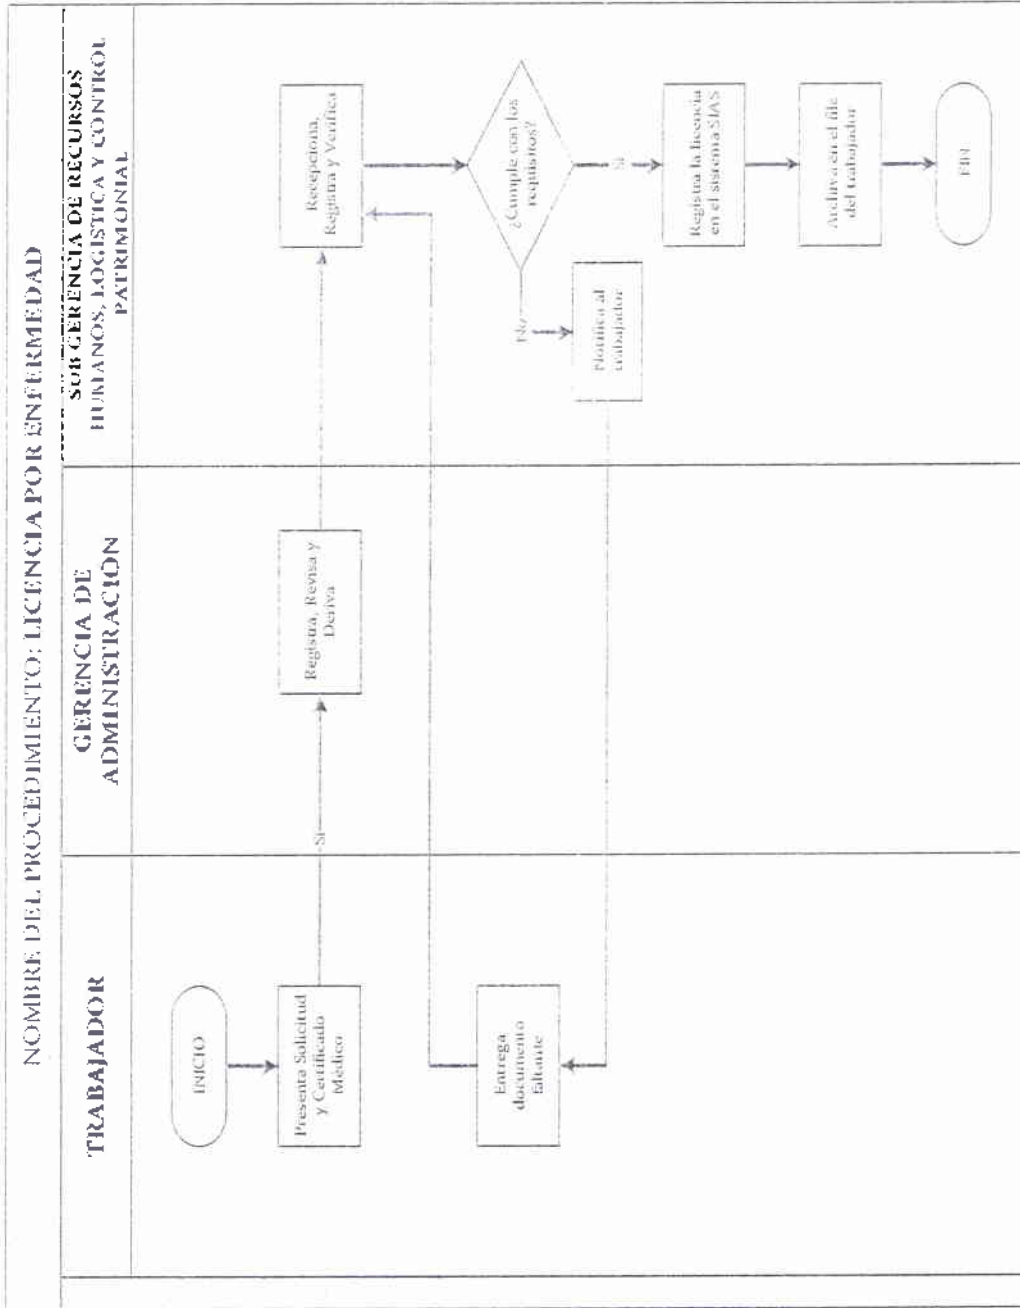 NOMBRE DEL PROCEDIMIENTO: LICENCIA POR ENFERMEDAD
TRABAJADOR
GERENCIA DE
ADMINISTRACION
SUB GERENCIA DE RECURSOS
HUMANOS, LOGISTICA Y CONTROL
PATRIMONIAL
INICIO
Presenta Solicitud
y Certificado
Médico
SI
Registra, Revisa y
Deriva
Recepciona,
Registra y Verifica
¿Cumple con los
requisitos?
No
Notifica al
trabajador
Entrega
documento
faltante
SI
Registra la licencia
en el sistema SIAS
Archiva en el file
del trabajador
FIN